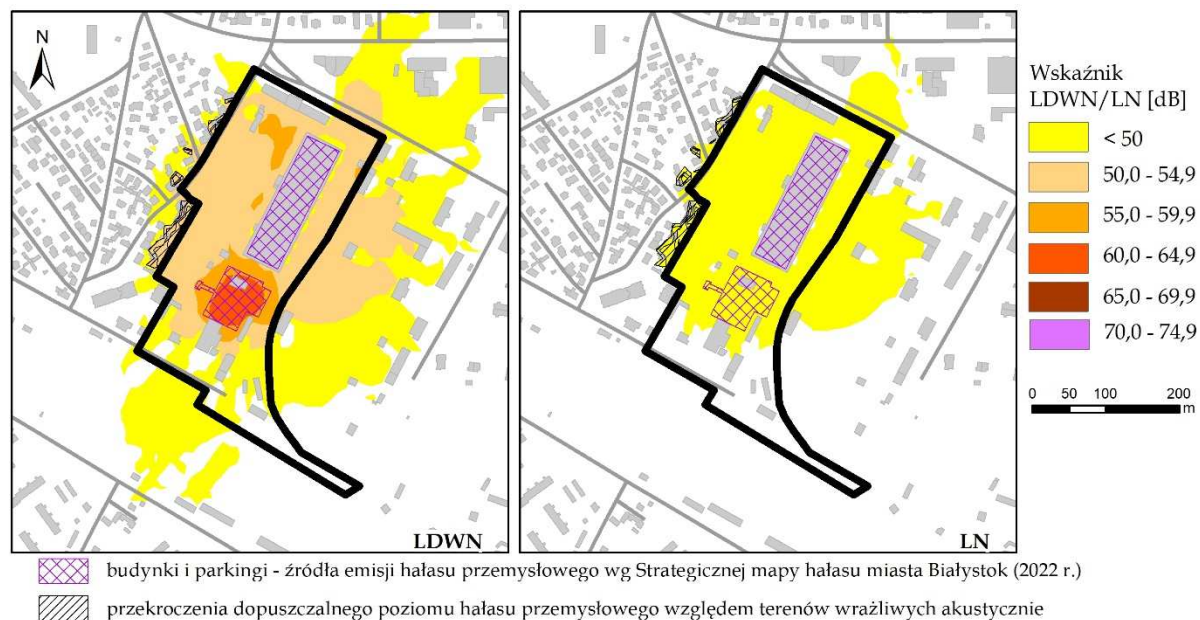 N
Wskaźnik
LDWN/LN [dB]
< 50
50,0 - 54,9
55,0 - 59,9
60,0 - 64,9
65,0 - 69,9
70,0 - 74,9
0 50 100 200
m
LDWN
LN
budynki i parkingi - źródła emisji hałasu przemysłowego wg Strategicznej mapy hałasu miasta Białystok (2022 r.)
przekroczenia dopuszczalnego poziomu hałasu przemysłowego względem terenów wrażliwych akustycznie